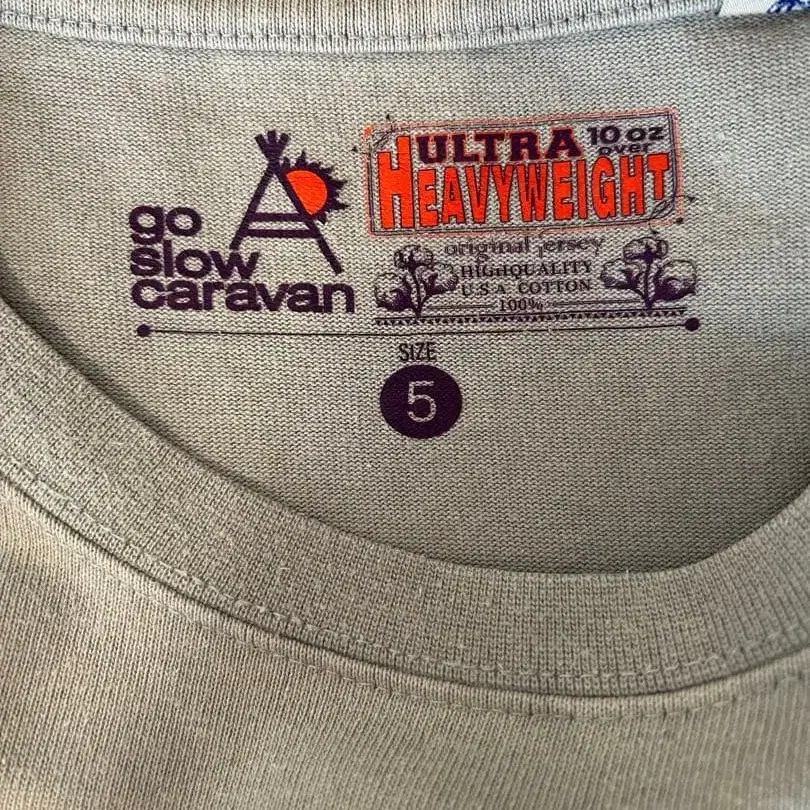 go
slow
caravan
ULTRA 10 oz
over
HEAVYWEIGHT
original jersey
HIGHQUALITY
U.S.A COTTON
100%
SIZE
5